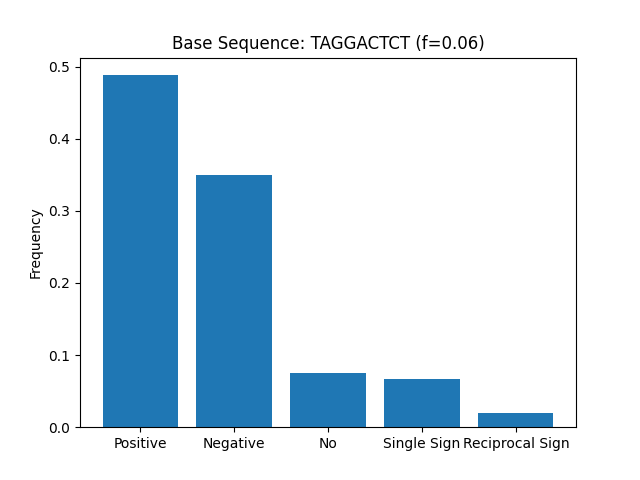 Base Sequence: TAGGACTCT (f=0.06)
0.5
0.4
0.3
0.2
0.1
0.0
Frequency
Positive Negative No Single Sign Reciprocal Sign